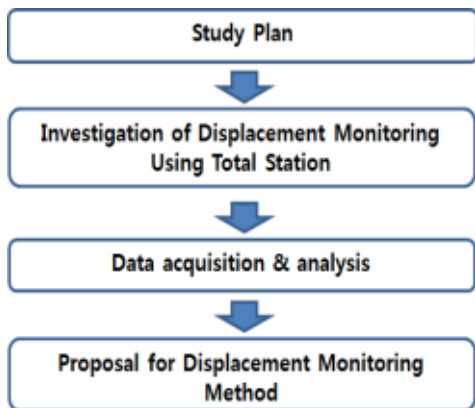 Study Plan
Investigation of Displacement Monitoring
Using Total Station
Data acquisition & analysis
Proposal for Displacement Monitoring
Method